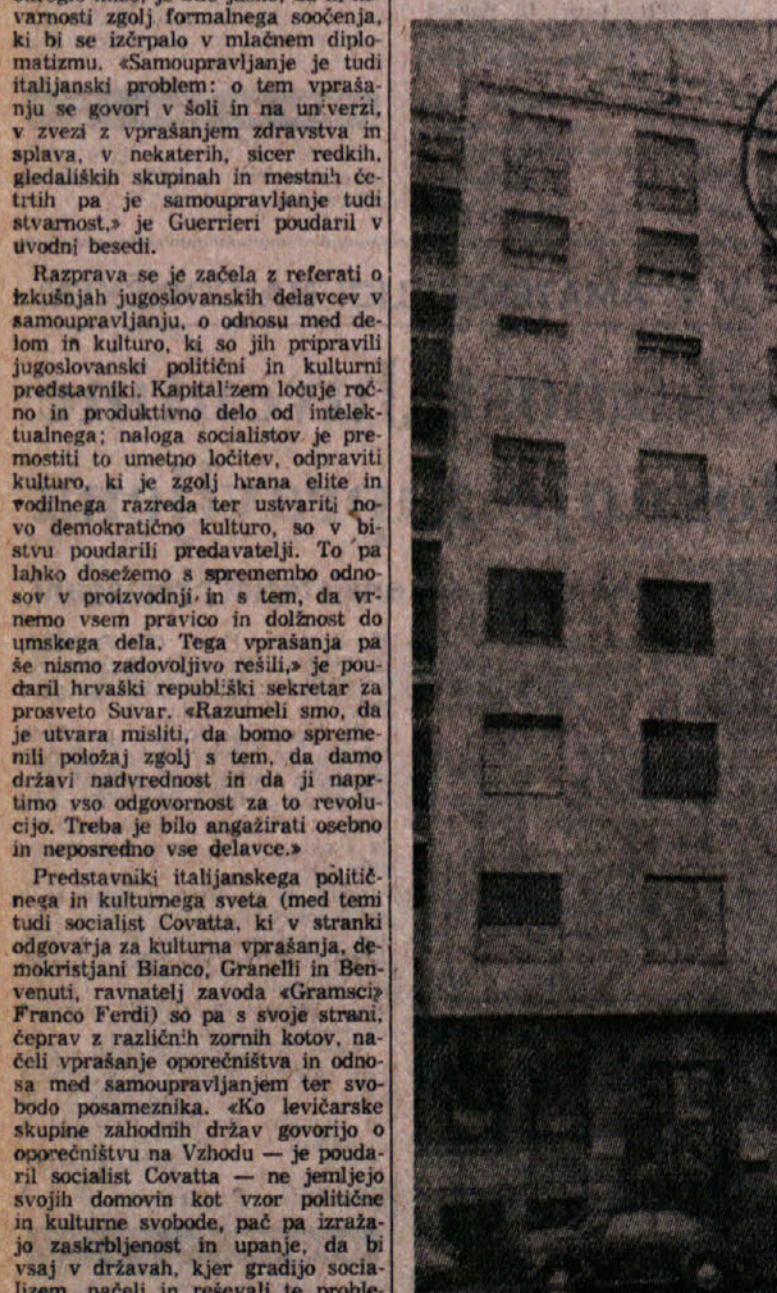 varnosti zgolj formalnega soočenja,
ki bi se izčrpalo v mlačnem diplo-
matizmu. «Samoupravljanje je tudi
italijanski problem: o tem vpraša-
nju se govori v šoli in na univerzi,
v zvezi z vprašanjem zdravstva in
splava, v nekaterih, sicer redkih,
gledaliških skupinah in mestnih če-
trtih pa je samoupravljanje tudi
stvarnost,» je Guerrieri poudaril v
uvodni besedi.
Razprava se je začela z referati o
izkušnjah jugoslovanskih delavcev v
samoupravljanju, o odnosu med de-
lom in kulturo, ki so jih pripravili
jugoslovanski politični in kulturni
predstavniki. Kapitalizem ločuje roč-
no in produktivno delo od intelek-
tualnega; naloga socialistov je pre-
mostiti to umetno ločitev, odpraviti
kulturo, ki je zgolj hrana elite in
vodilnega razreda ter ustvariti no-
vo demokratično kulturo, so v bi-
stvu poudarili predavatelji. To pa
lahko dosežemo s spremembo odno-
sov v proizvodnji, in s tem, da vr-
nemo vsem pravico in dolžnost do
umskega dela. Tega vprašanja pa
še nismo zadovoljivo rešili,» je pou-
daril hrvaški republiški sekretar za
prosveto Suvar. «Razumeli smo, da
je utvara misliti, da bomo spreme-
nili položaj zgolj s tem, da damo
državi nadvrednost in da ji napr-
timo vso odgovornost za to revolu-
cijo. Treba je bilo angažirati osebno
in neposredno vse delavce.»
Predstavniki italijanskega politič-
nega in kulturnega sveta (med temi
tudi socialist Covatta, ki v stranki
odgovarja za kulturna vprašanja, de-
mokristjani Bianco, Granelli in Ben-
venuti, ravnatelj zavoda «Gramsci»
Franco Ferdi) so pa s svoje strani,
čeprav z različnih zornih kotov, na-
čeli vprašanje oporečništva in odno-
sa med samoupravljanjem ter svo-
bodo posameznika. «Ko levičarske
skupine zahodnih držav govorijo o
oporečništvu na Vzhodu — je pouda-
ril socialist Covatta — ne jemljejo
svojih domovin kot vzor politične
in kulturne svobode, pač pa izraža-
jo zaskrbljenost in upanje, da bi
vsaj v državah, kjer gradijo socia-
lizem, načeli in reševali te proble-